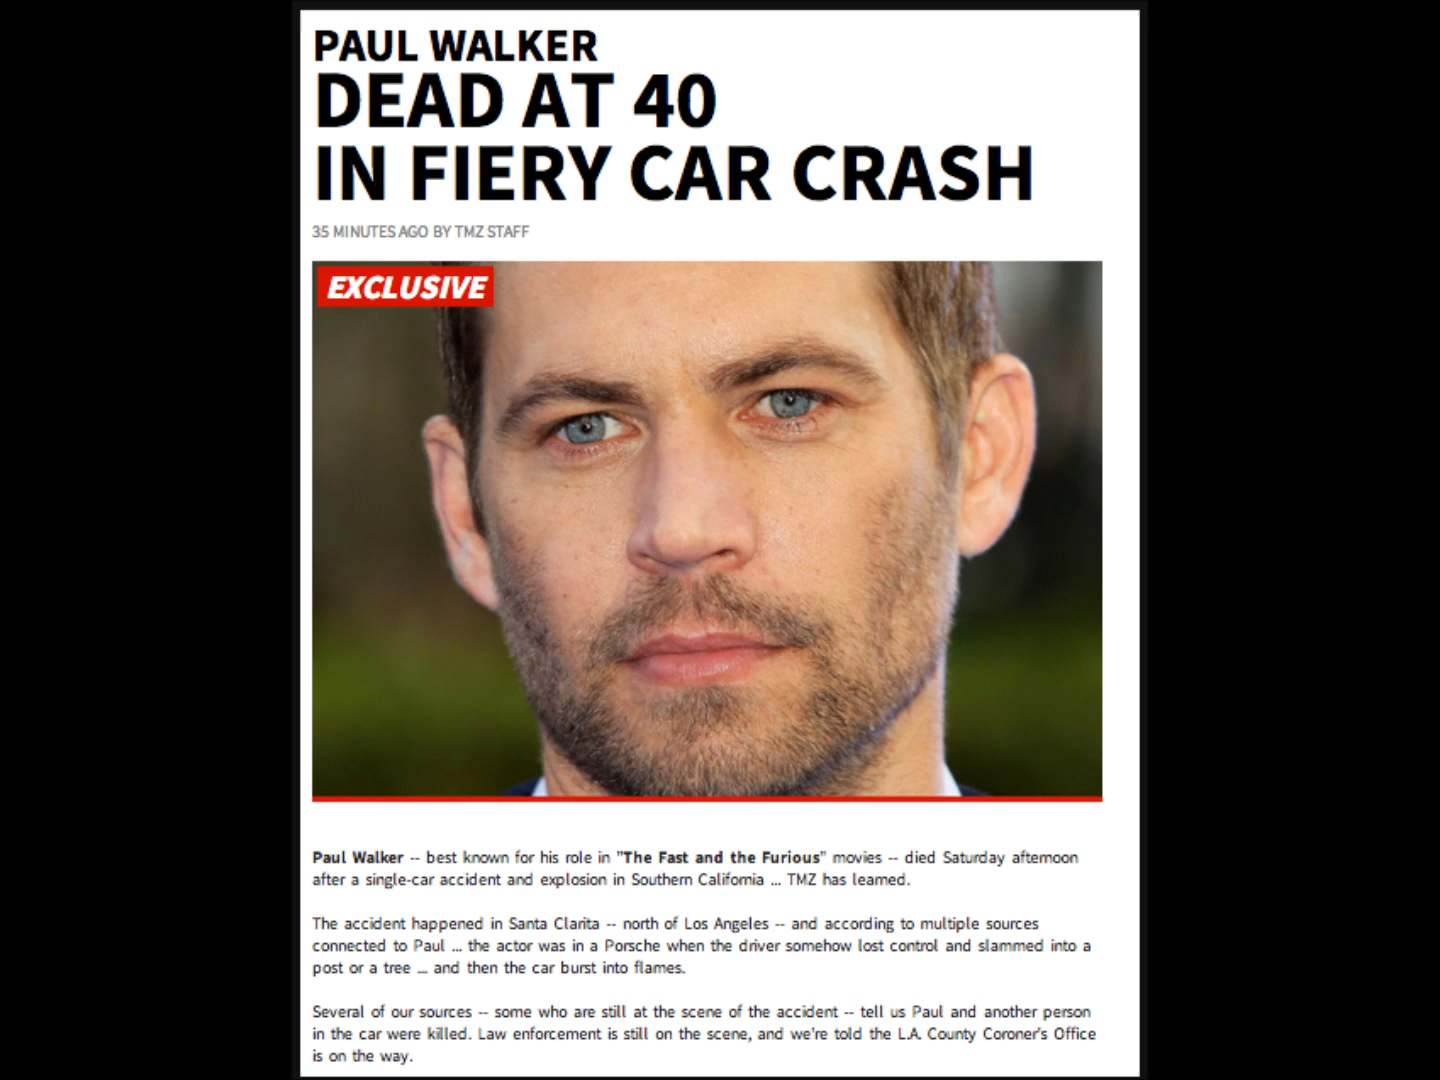 PAUL WALKER
DEAD AT 40
IN FIERY CAR CRASH
35 MINUTES AGO BY TMZ STAFF
EXCLUSIVE
Paul Walker -- best known for his role in "The Fast and the Furious" movies -- died Saturday afternoon
after a single-car accident and explosion in Southern California ... TMZ has learned.
The accident happened in Santa Clarita -- north of Los Angeles -- and according to multiple sources
connected to Paul ... the actor was in a Porsche when the driver somehow lost control and slammed into a
post or a tree ... and then the car burst into flames.
Several of our sources -- some who are still at the scene of the accident -- tell us Paul and another person
in the car were killed. Law enforcement is still on the scene, and we're told the L.A. County Coroner's Office
is on the way.